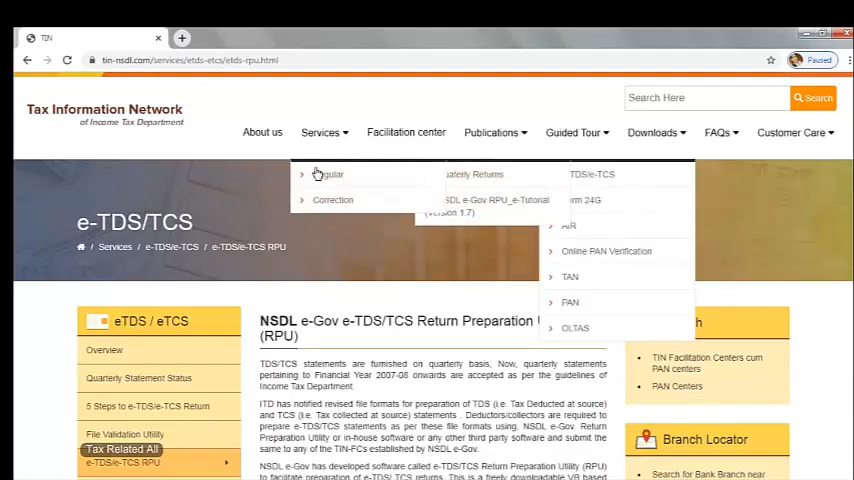 TIN
tin-nsdl.com/services/etds-etcs/etds-rpu.html
Paused
Tax Information Network
of Income Tax Department
Search Here
Search
About us Services Facilitation center Publications Guided Tour Downloads FAQs Customer Care
Regular
Correction
uaterly Returns
SDL e-Gov RPU_e-Tutorial
(version 1.7)
TDS/e-TCS
orm 24G
AIR
Online PAN Verification
TAN
PAN
OLTAS
e-TDS/TCS
Services / e-TDS/e-TCS / e-TDS/e-TCS RPU
eTDS / eTCS
Overview
Quarterly Statement Status
5 Steps to e-TDS/e-TCS Return
File Validation Utility
Tax Related All
e-TDS/e-TCS RPU
NSDL e-Gov e-TDS/TCS Return Preparation U
(RPU)
TDS/TCS statements are furnished on quarterly basis, Now, quarterly statements
pertaining to Financial Year 2007-08 onwards are accepted as per the guidelines of
Income Tax Department.
ITD has notified revised file formats for preparation of TDS (i.e. Tax Deducted at source)
and TCS (i.e. Tax collected at source) statements . Deductors/collectors are required to
prepare e-TDS/TCS statements as per these file formats using, NSDL e-Gov. Return
Preparation Utility or in-house software or any other third party software and submit the
same to any of the TIN-FCs established by NSDL e-Gov.
NSDL e-Gov has developed software called e-TDS/TCS Return Preparation Utility (RPU)
to facilitate preparation of e-TDS/ TCS returns. This is a freely downloadable VB based
h
TIN Facilitation Centers cum
PAN centers
PAN Centers
Branch Locator
Search for Bank Branch near